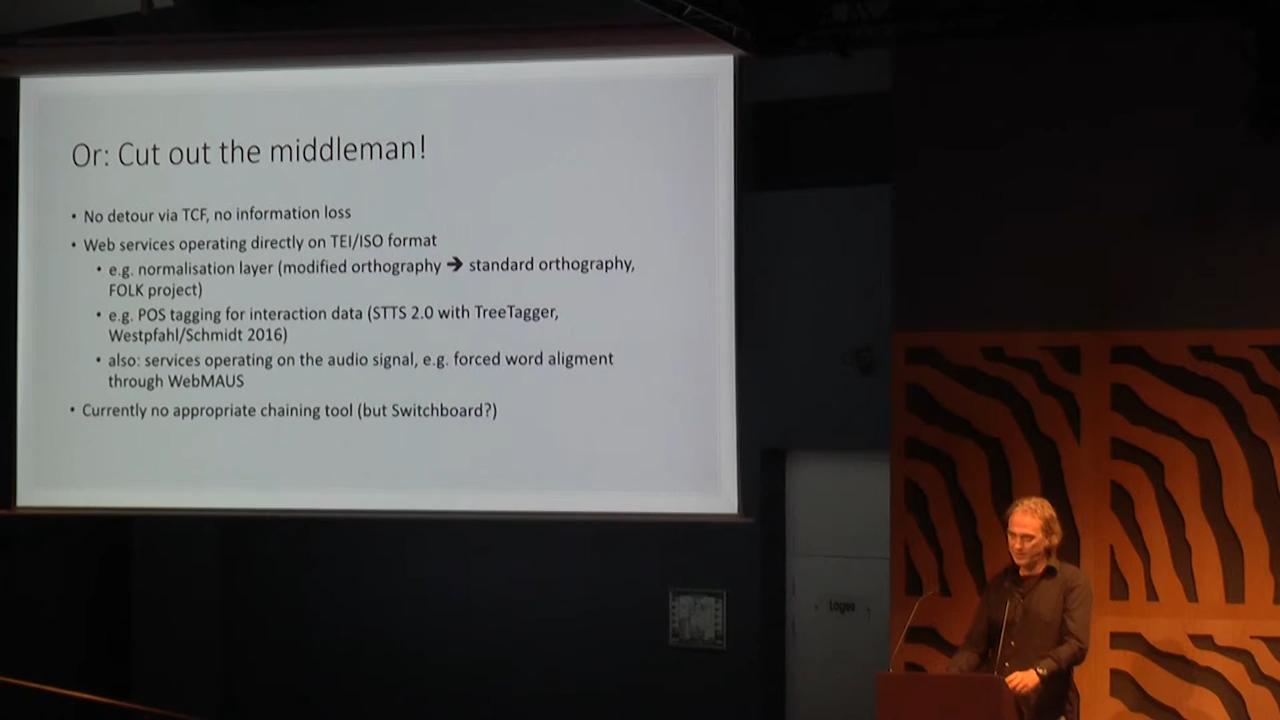 Or: Cut out the middleman!
• No detour via TCF, no information loss
• Web services operating directly on TEI/ISO format
• e.g. normalisation layer (modified orthography ➔ standard orthography,
FOLK project)
• e.g. POS tagging for interaction data (STTS 2.0 with TreeTagger,
Westpfahl/Schmidt 2016)
• also: services operating on the audio signal, e.g. forced word aligment
through WebMAUS
• Currently no appropriate chaining tool (but Switchboard?)
Loges